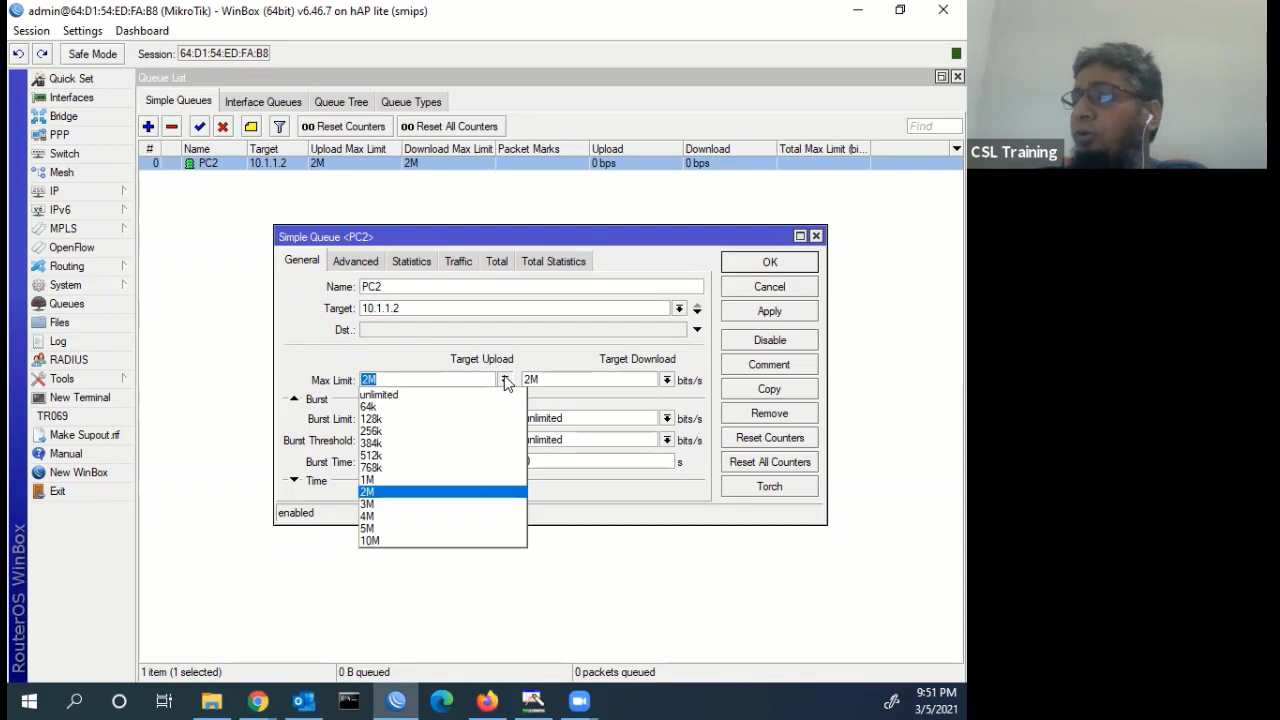 admin@64:D1:54:ED:FA:B8 (MikroTik) - WinBox (64bit) v6.46.7 on hAP lite (smips)
Session Settings Dashboard
Safe Mode Session: 64:D1:54:ED:FA:B8
Quick Set
Interfaces
Bridge
PPP
Switch
Mesh
IP
IPv6
MPLS
OpenFlow
Routing
System
Queues
Files
Log
RADIUS
Tools
New Terminal
TR069
Make Supout.rif
Manual
New WinBox
Exit
RouterOS WinBox
Queue List
Simple Queues Interface Queues Queue Tree Queue Types
00 Reset Counters 00 Reset All Counters Find
# Name Target Upload Max Limit Download Max Limit Packet Marks Upload Download Total Max Limit (bi...
0 PC2 10.1.1.2 2M 2M 0 bps 0 bps
Simple Queue <PC2>
General Advanced Statistics Traffic Total Total Statistics
Name: PC2
Target: 10.1.1.2
Dst.:
Target Upload Target Download
Max Limit: 2M 2M bits/s
Burst
Burst Limit: unlimited bits/s
Burst Threshold: unlimited bits/s
Burst Time: 0 s
Time
enabled
unlimited
64k
128k
256k
384k
512k
768k
1M
2M
3M
4M
5M
10M
OK
Cancel
Apply
Disable
Comment
Copy
Remove
Reset Counters
Reset All Counters
Torch
1 item (1 selected) 0 B queued 0 packets queued
CSL Training
9:51 PM
3/5/2021